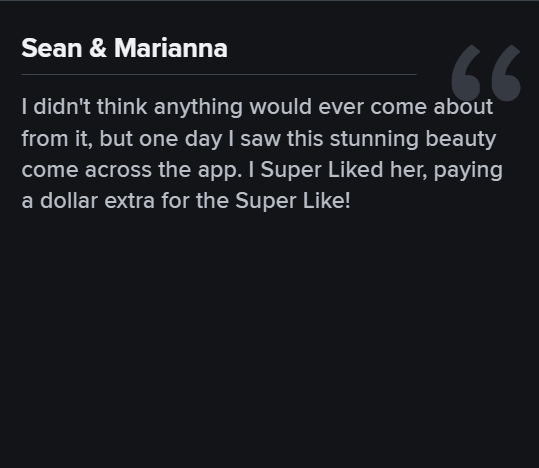 Sean & Marianna
“
I didn't think anything would ever come about
from it, but one day I saw this stunning beauty
come across the app. I Super Liked her, paying
a dollar extra for the Super Like!